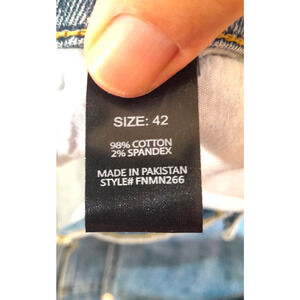 SIZE: 42
98% COTTON
2% SPANDEX
MADE IN PAKISTAN
STYLE# FNMN266